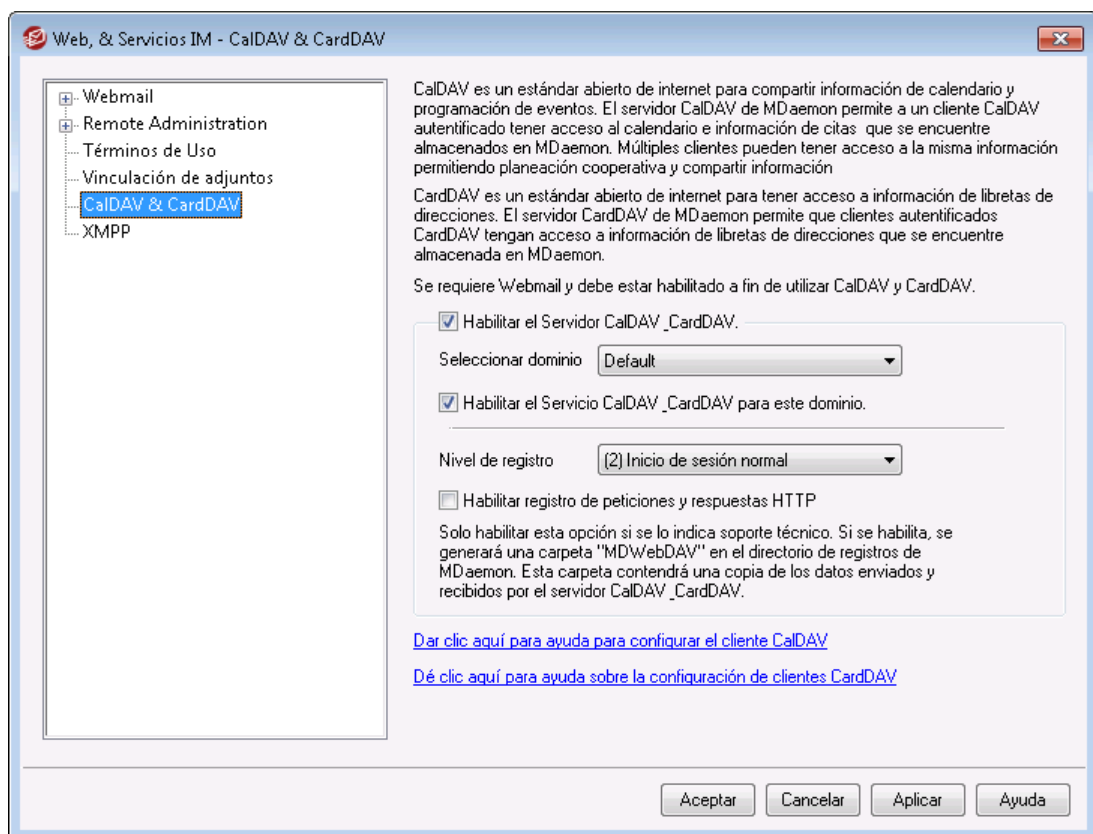 Web, & Servicios IM - CalDAV & CardDAV
Webmail
Remote Administration
Términos de Uso
Vinculación de adjuntos
CalDAV & CardDAV
XMPP
CalDAV es un estándar abierto de internet para compartir información de calendario y
programación de eventos. El servidor CalDAV de MDaemon permite a un cliente CalDAV
autentificado tener acceso al calendario e información de citas  que se encuentre
almacenados en MDaemon. Múltiples clientes pueden tener acceso a la misma información
permitiendo planeación cooperativa y compartir información
CardDAV es un estándar abierto de internet para tener acceso a información de libretas de
direcciones. El servidor CardDAV de MDaemon permite que clientes autentificados
CardDAV tengan acceso a información de libretas de direcciones que se encuentre
almacenada en MDaemon.
Se requiere Webmail y debe estar habilitado a fin de utilizar CalDAV y CardDAV.
Habilitar el Servidor CalDAV _CardDAV.
Seleccionar dominio Default
Habilitar el Servicio CalDAV _CardDAV para este dominio.
Nivel de registro (2) Inicio de sesión normal
Habilitar registro de peticiones y respuestas HTTP
Solo habilitar esta opción si se lo indica soporte técnico. Si se habilita, se
generará una carpeta "MDWebDAV" en el directorio de registros de
MDaemon. Esta carpeta contendrá una copia de los datos enviados y
recibidos por el servidor CalDAV _CardDAV.
Dar clic aquí para ayuda para configurar el cliente CalDAV
Dé clic aquí para ayuda sobre la configuración de clientes CardDAV
Aceptar Cancelar Aplicar Ayuda